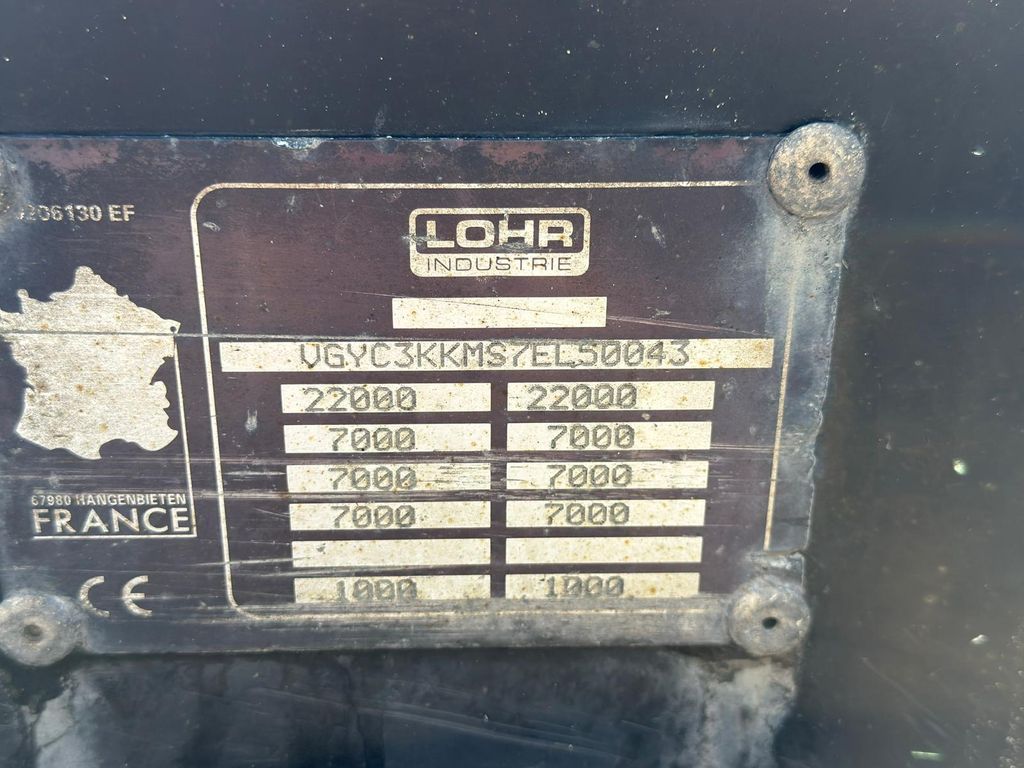 206130 EF
LOHR
INDUSTRIE
VGYC3KKMS7EL50043
22000 22000
7000 7000
7000 7000
7000 7000
67980 HANGENBIETEN
FRANCE
CE
1000 1000